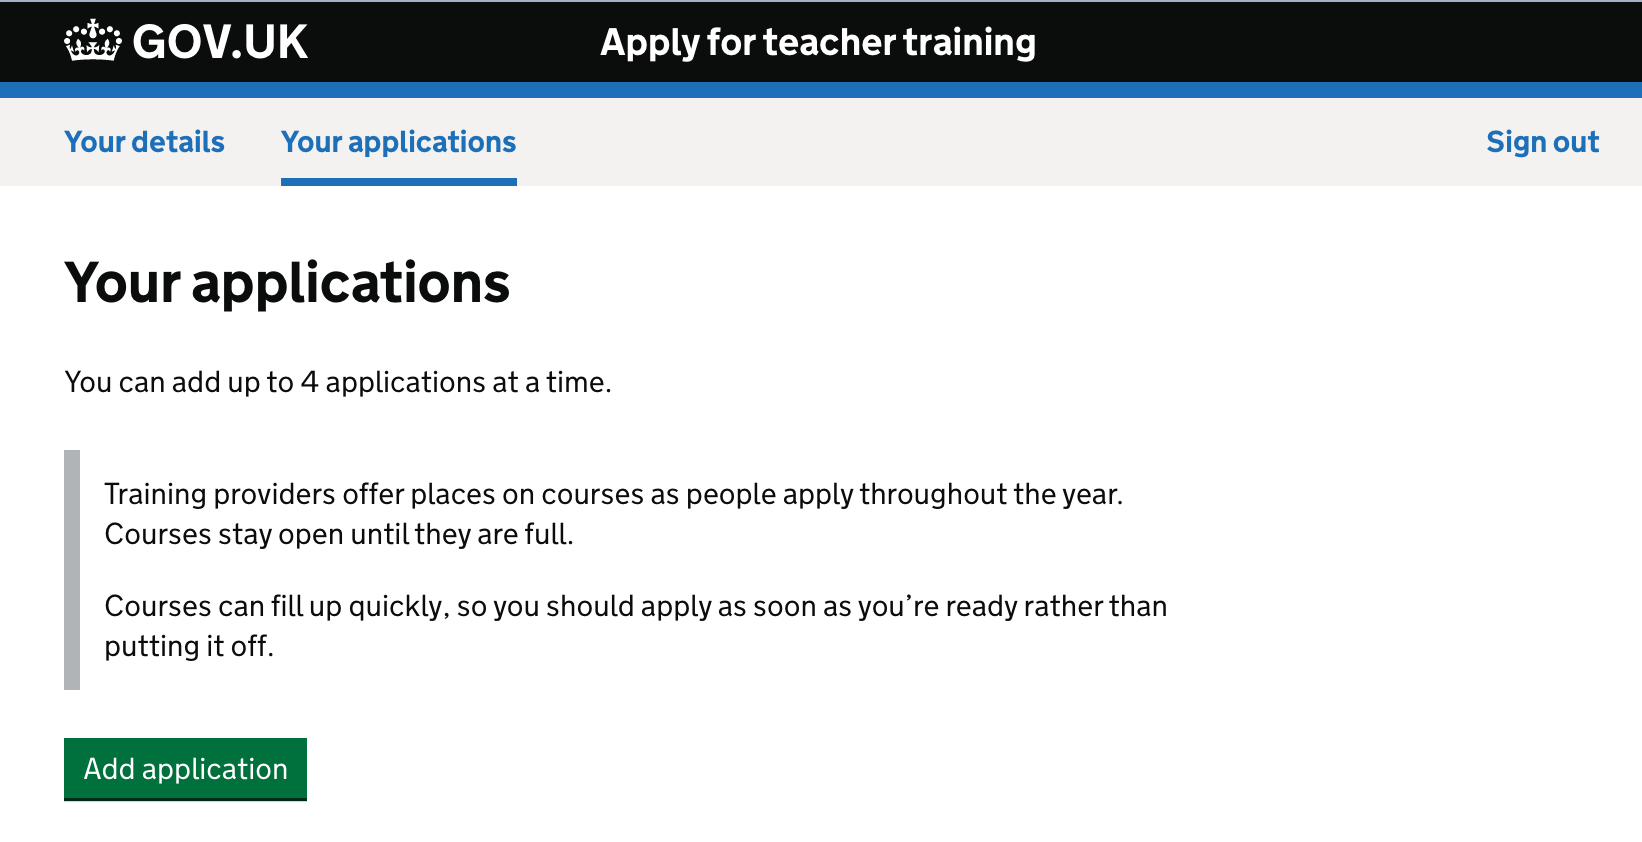 GOV.UK
Apply for teacher training
Your details
Your applications
Sign out
Your applications
You can add up to 4 applications at a time.
Training providers offer places on courses as people apply throughout the year.
Courses stay open until they are full.
Courses can fill up quickly, so you should apply as soon as you’re ready rather than
putting it off.
Add application